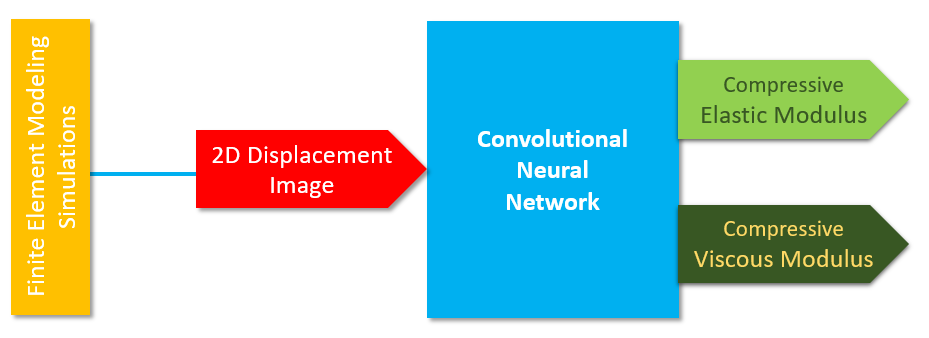 Finite Element Modeling
Simulations
2D Displacement
Image
Convolutional
Neural
Network
Compressive
Elastic Modulus
Compressive
Viscous Modulus